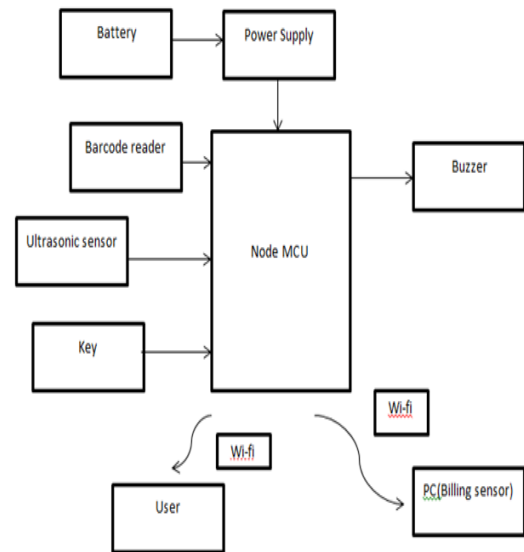 Battery
Power Supply
Barcode reader
Buzzer
Ultrasonic sensor
Node MCU
Key
Wi-fi
Wi-fi
User
PC(Billing sensor)